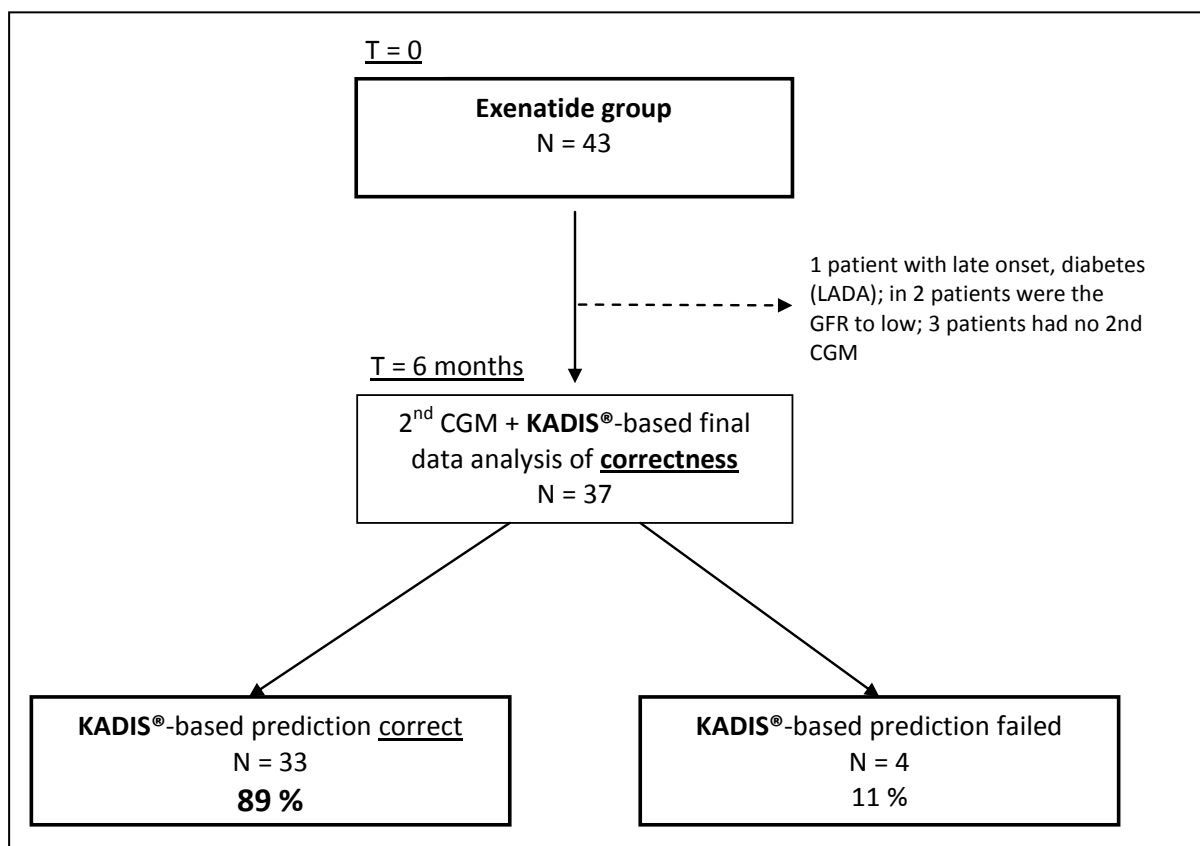 T = 0
Exenatide group
N = 43
1 patient with late onset, diabetes
(LADA); in 2 patients were the
GFR to low; 3 patients had no 2nd
CGM
T = 6 months
2nd CGM + KADIS®-based final
data analysis of correctness
N = 37
KADIS®-based prediction correct
N = 33
89 %
KADIS®-based prediction failed
N = 4
11 %